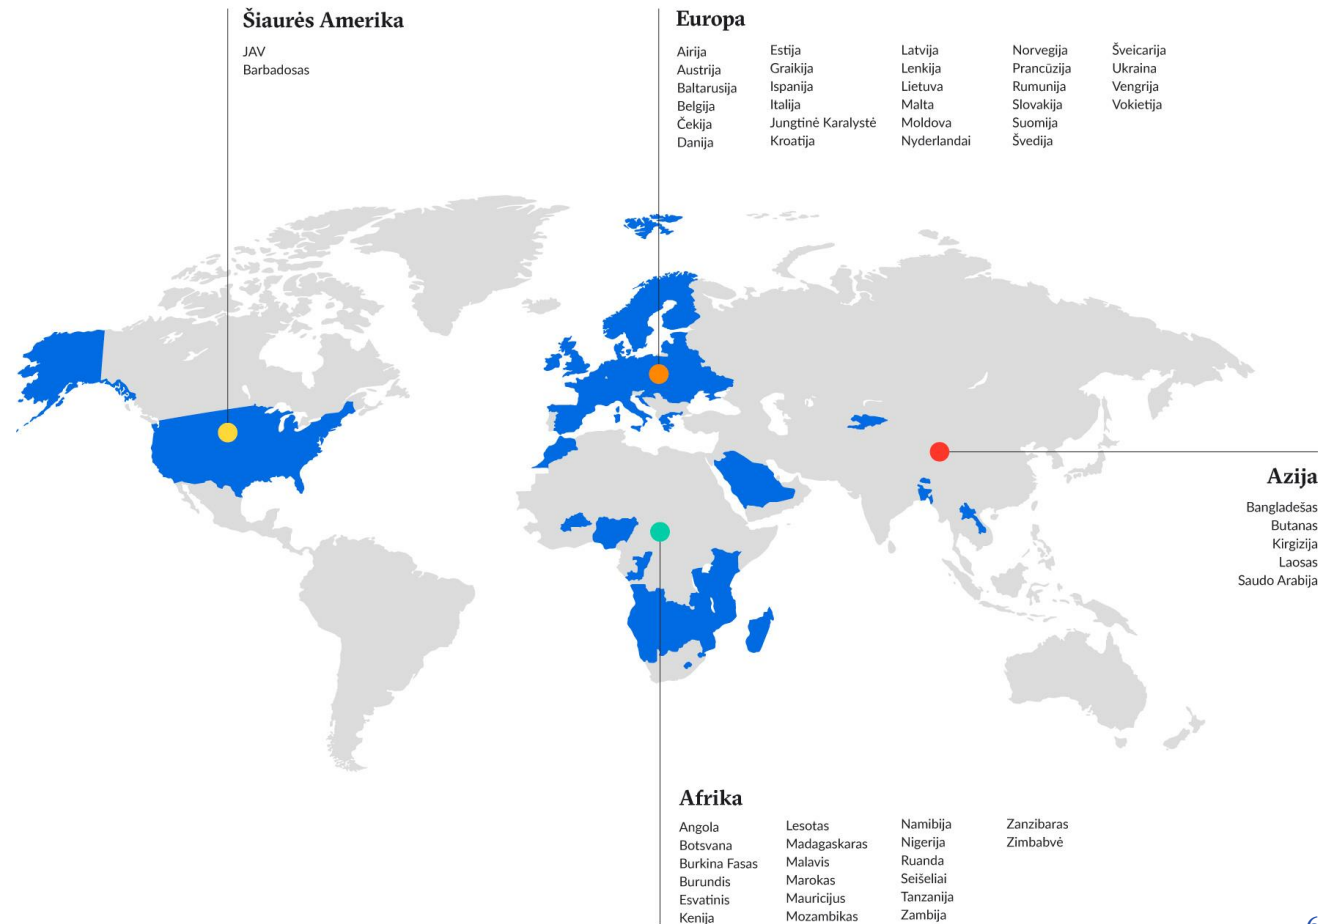 Šiaurės Amerika
JAV
Barbadosas
Europa
Airija
Austrija
Baltarusija
Belgija
Čekija
Danija
Estija
Graikija
Ispanija
Italija
Jungtinė Karalystė
Kroatija
Latvija
Lenkija
Lietuva
Malta
Moldova
Nyderlandai
Norvegija
Prancūzija
Rumunija
Slovakija
Suomija
Švedija
Šveicarija
Ukraina
Vengrija
Vokietija
Azija
Bangladešas
Butanas
Kirgizija
Laosas
Saudo Arabija
Afrika
Angola
Botsvana
Burkina Fasas
Burundis
Esvatinis
Kenija
Lesotas
Madagaskaras
Malavis
Marokas
Mauricijus
Mozambikas
Namibija
Nigerija
Ruanda
Seišeliai
Tanzanija
Zambija
Zanzibaras
Zimbabvė